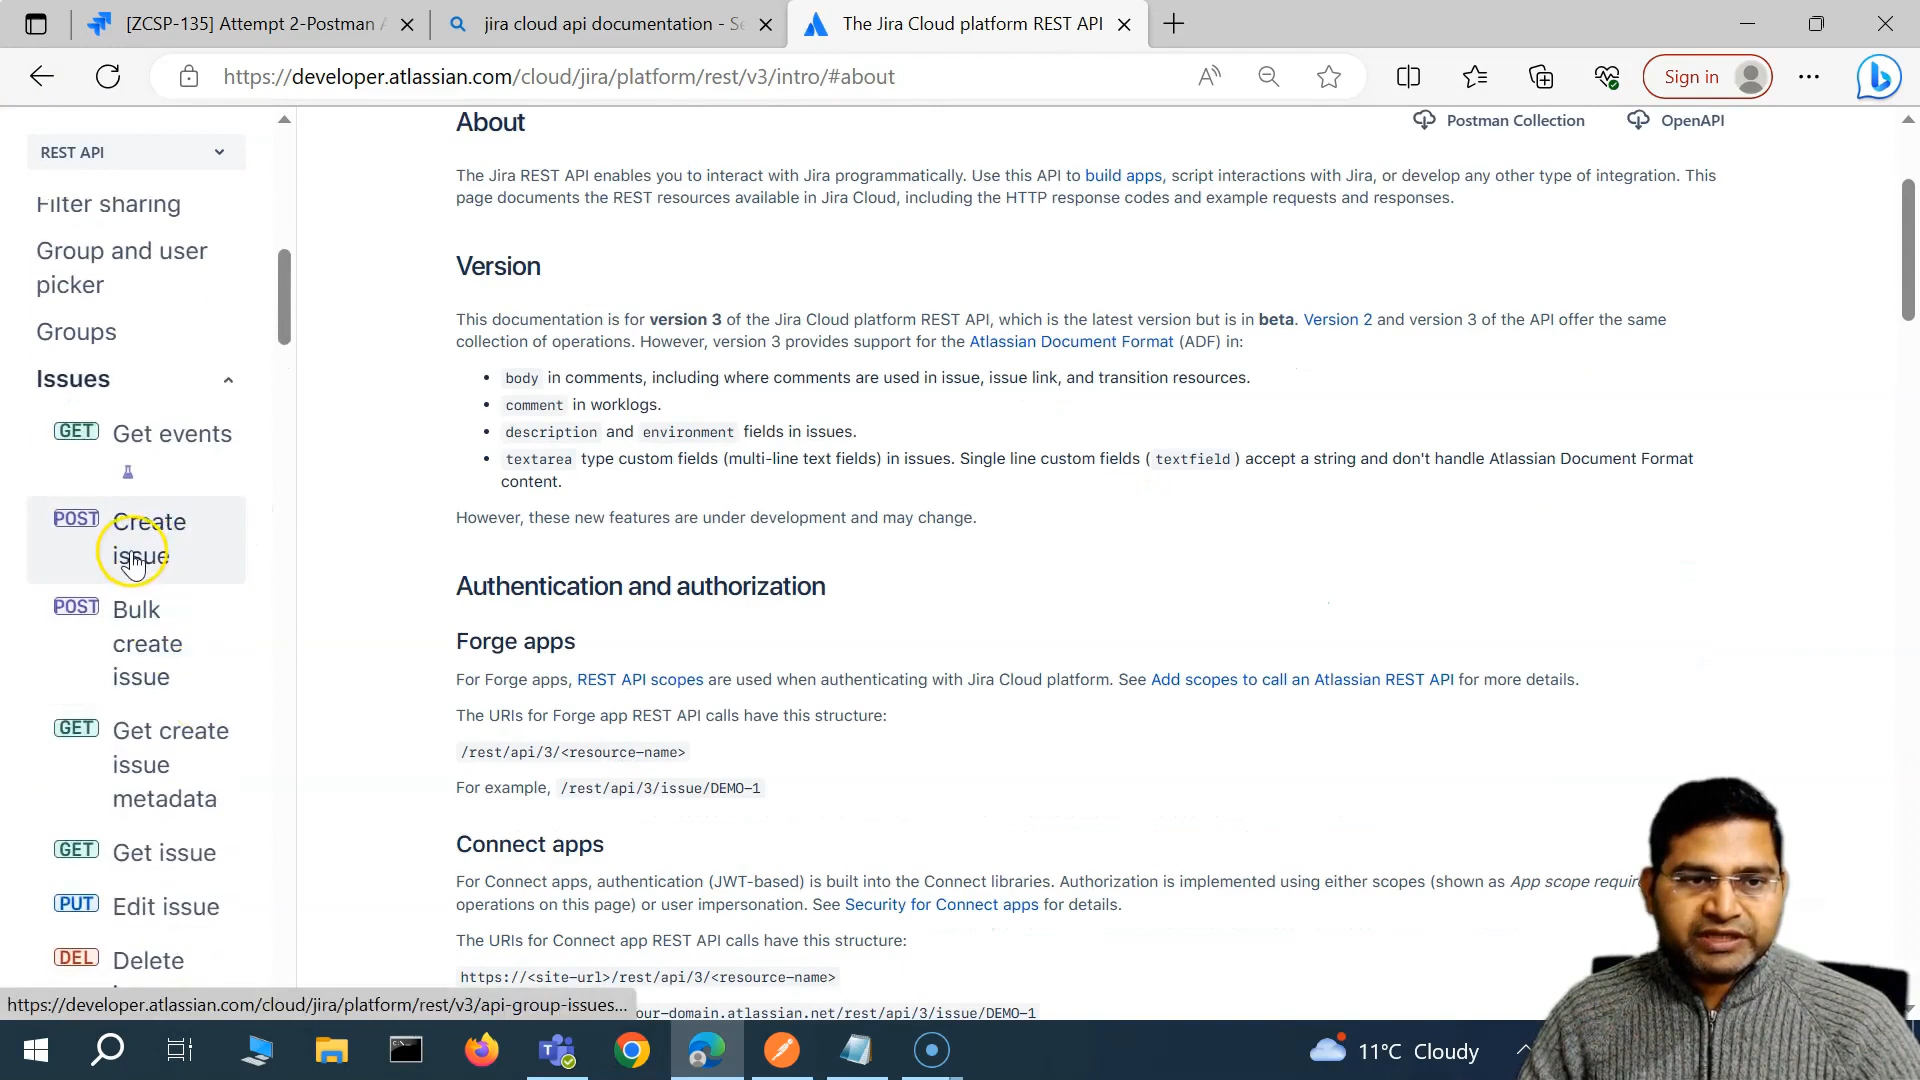 [ZCSP-135] Attempt 2-Postman
jira cloud api documentation - Se
The Jira Cloud platform REST API
https://developer.atlassian.com/cloud/jira/platform/rest/v3/intro/#about
Sign in
REST API
Filter sharing
Group and user
picker
Groups
Issues
GET Get events
POST Create
issue
POST Bulk
create
issue
GET Get create
issue
metadata
GET Get issue
PUT Edit issue
DEL Delete
https://developer.atlassian.com/cloud/jira/platform/rest/v3/api-group-issues...
About
Postman Collection
OpenAPI
The Jira REST API enables you to interact with Jira programmatically. Use this API to build apps, script interactions with Jira, or develop any other type of integration. This
page documents the REST resources available in Jira Cloud, including the HTTP response codes and example requests and responses.
Version
This documentation is for version 3 of the Jira Cloud platform REST API, which is the latest version but is in beta. Version 2 and version 3 of the API offer the same
collection of operations. However, version 3 provides support for the Atlassian Document Format (ADF) in:
• body in comments, including where comments are used in issue, issue link, and transition resources.
• comment in worklogs.
• description and environment fields in issues.
• textarea type custom fields (multi-line text fields) in issues. Single line custom fields ( textfield ) accept a string and don't handle Atlassian Document Format
content.
However, these new features are under development and may change.
Authentication and authorization
Forge apps
For Forge apps, REST API scopes are used when authenticating with Jira Cloud platform. See Add scopes to call an Atlassian REST API for more details.
The URIs for Forge app REST API calls have this structure:
/rest/api/3/<resource-name>
For example, /rest/api/3/issue/DEMO-1
Connect apps
For Connect apps, authentication (JWT-based) is built into the Connect libraries. Authorization is implemented using either scopes (shown as App scope requir
operations on this page) or user impersonation. See Security for Connect apps for details.
The URIs for Connect app REST API calls have this structure:
https://<site-url>/rest/api/3/<resource-name>
our-domain.atlassian.net/rest/api/3/issue/DEMO-1
11°C Cloudy